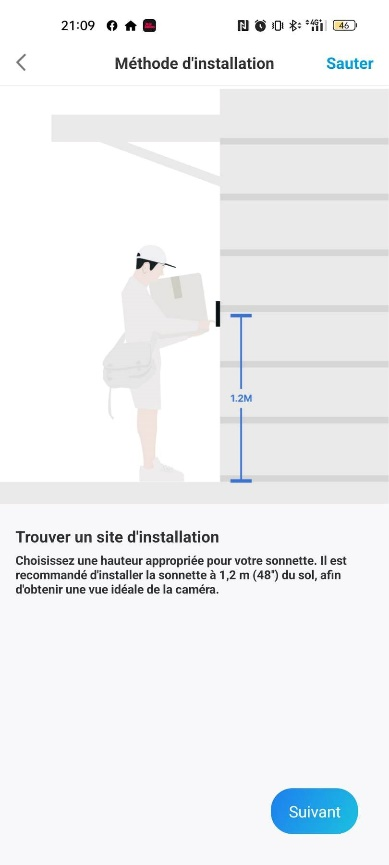 21:09 4G 46
Méthode d'installation Sauter
1.2M
Trouver un site d'installation
Choisissez une hauteur appropriée pour votre sonnette. Il est
recommandé d'installer la sonnette à 1,2 m (48") du sol, afin
d'obtenir une vue idéale de la caméra.
Suivant